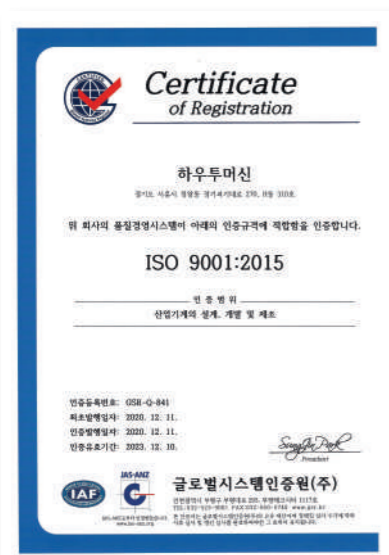 Certificate
of Registration
하우투머신
위 회사의 품질경영시스템이 아래의 인증규격에 적합함을 인증합니다.
ISO 9001:2015
인 증 범 위
산업기계의 설계, 개발 및 제조
인증등록번호: GSR-Q-841
최초발행일자: 2020. 12. 11.
인증발행일자: 2020. 12. 11.
인증유효기간: 2023. 12. 10.
SungJin Park
President
JAS-ANZ
IAF
글로벌시스템인증원(주)